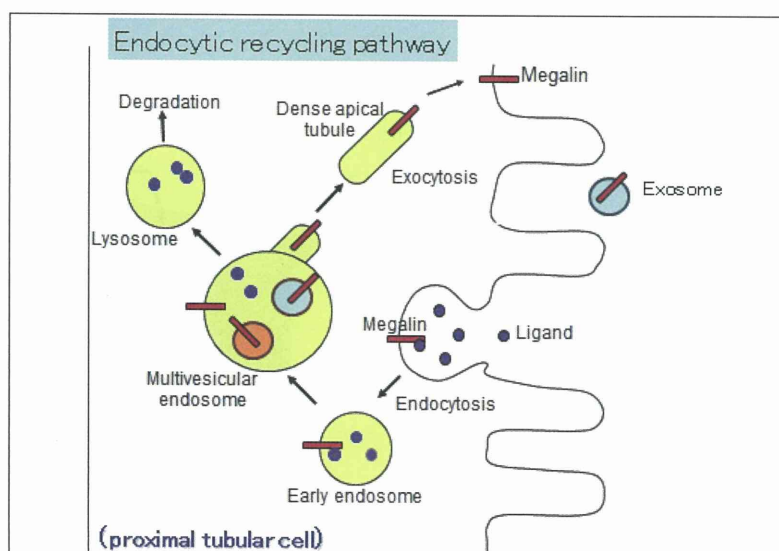 Endocytic recycling pathway
Megalin
Degradation
Dense apical
tubule
Exocytosis
Exosome
Lysosome
Megalin
Ligand
Multivesicular
endosome
Endocytosis
Early endosome
(proximal tubular cell)